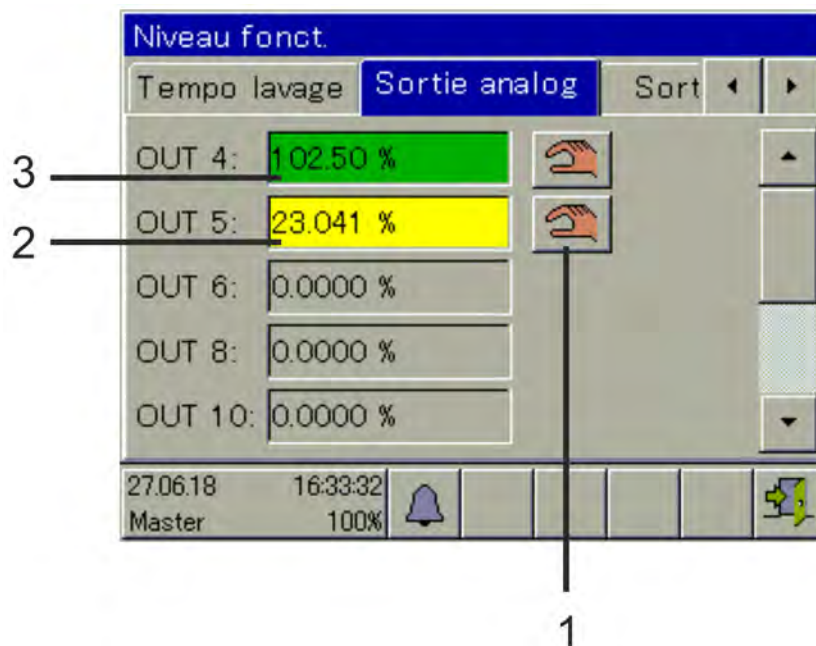 Niveau fonct.
Tempo lavage Sortie analog Sort
OUT 4: 102.50 %
3
OUT 5: 23.041 %
2
OUT 6: 0.0000 %
OUT 8: 0.0000 %
OUT 10: 0.0000 %
27.06.18 16:33:32
Master 100%
1